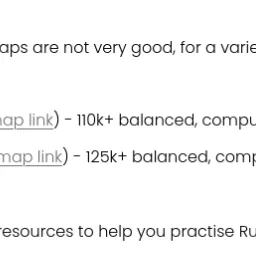 aps are not very good, for a varie
nap link) - 110k+ balanced, compu
map link) - 125k+ balanced, comp
resources to help you practise Ru